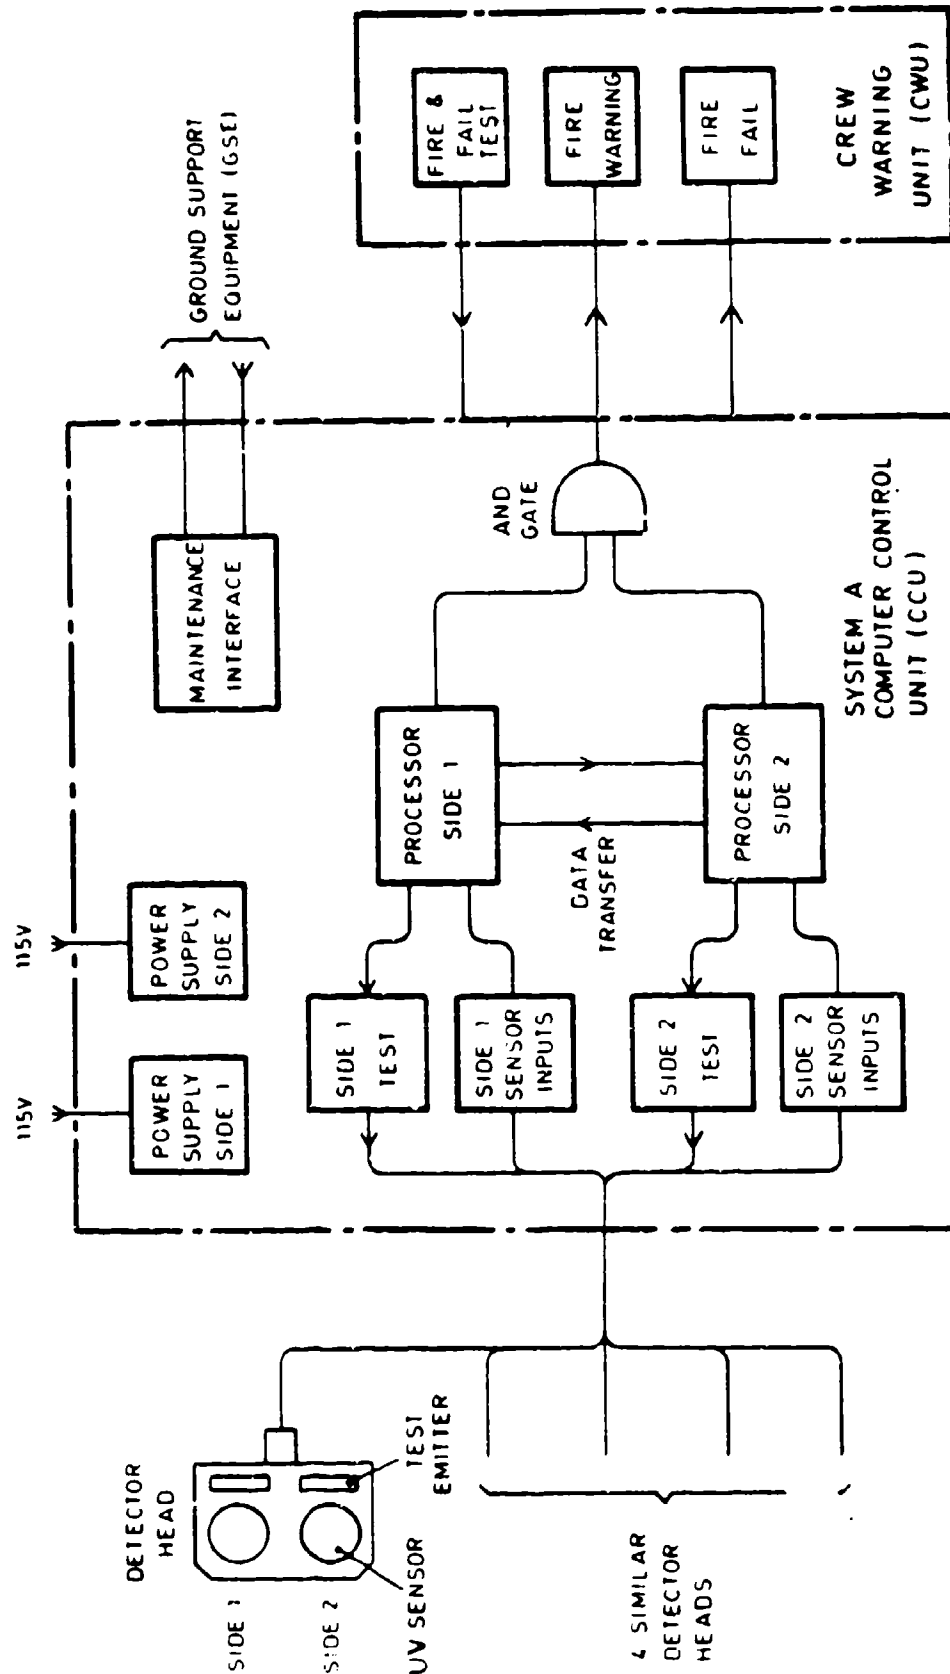 DETECTOR
HEAD
SIDE 1
SIDE 2
UV SENSOR
TEST
EMITTER
4 SIMILAR
DETECTOR
HEADS
115V
115V
POWER
SUPPLY
SIDE 1
POWER
SUPPLY
SIDE 2
SIDE 1
TEST
SIDE 1
SENSOR
INPUTS
SIDE 2
TEST
SIDE 2
SENSOR
INPUTS
PROCESSOR
SIDE 1
DATA
TRANSFER
PROCESSOR
SIDE 2
MAINTENANCE
INTERFACE
GROUND SUPPORT
EQUIPMENT (GSE)
AND
GATE
SYSTEM A
COMPUTER CONTROL
UNIT (CCU)
FIRE &
FAIL
TEST
FIRE
WARNING
FIRE
FAIL
CREW
WARNING
UNIT (CWU)